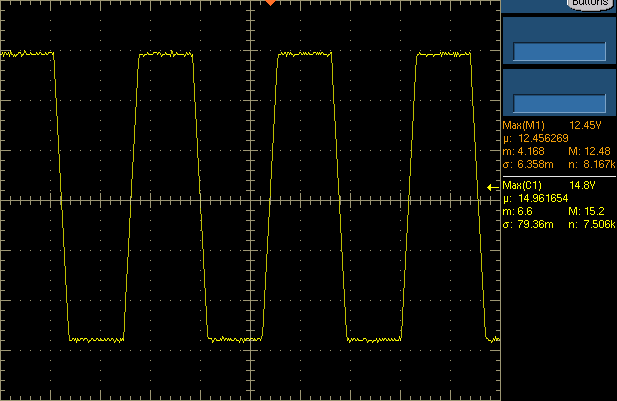 Buttons
Max(M1) 12.45V
µ: 12.456269
m: 4.168 M: 12.48
σ: 6.358m n: 8.167k
Max(C1) 14.8V
µ: 14.961654
m: 6.6 M: 15.2
σ: 79.36m n: 7.506k